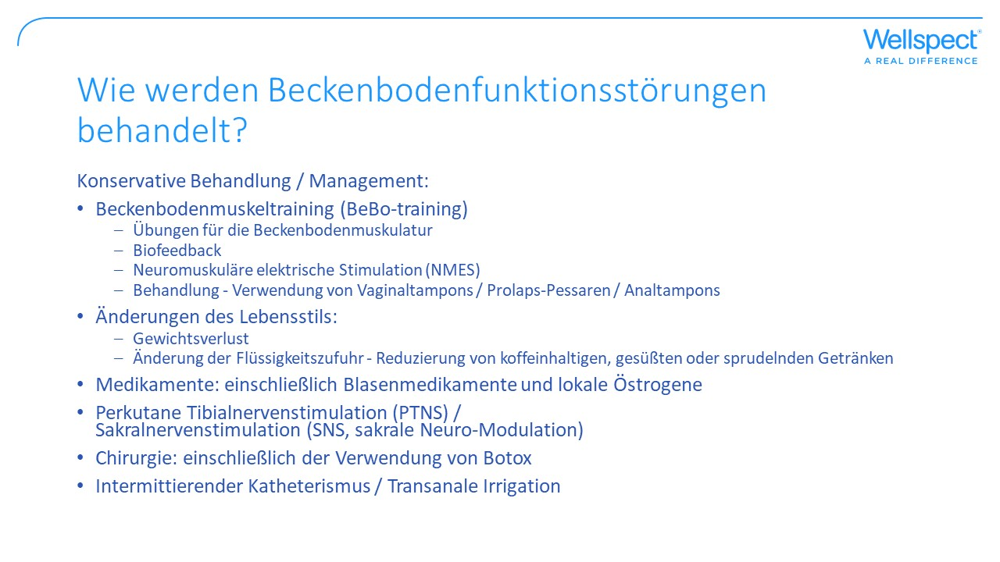 Wellspect®
A REAL DIFFERENCE
Wie werden Beckenbodenfunktionsstörungen
behandelt?
Konservative Behandlung / Management:
• Beckenbodenmuskeltraining (BeBo-training)
– Übungen für die Beckenbodenmuskulatur
– Biofeedback
– Neuromuskuläre elektrische Stimulation (NMES)
– Behandlung - Verwendung von Vaginaltampons / Prolaps-Pessaren / Analtampons
• Änderungen des Lebensstils:
– Gewichtsverlust
– Änderung der Flüssigkeitszufuhr - Reduzierung von koffeinhaltigen, gesüßten oder sprudelnden Getränken
• Medikamente: einschließlich Blasenmedikamente und lokale Östrogene
• Perkutane Tibialnervenstimulation (PTNS) /
Sakralnervenstimulation (SNS, sakrale Neuro-Modulation)
• Chirurgie: einschließlich der Verwendung von Botox
• Intermittierender Katheterismus / Transanale Irrigation